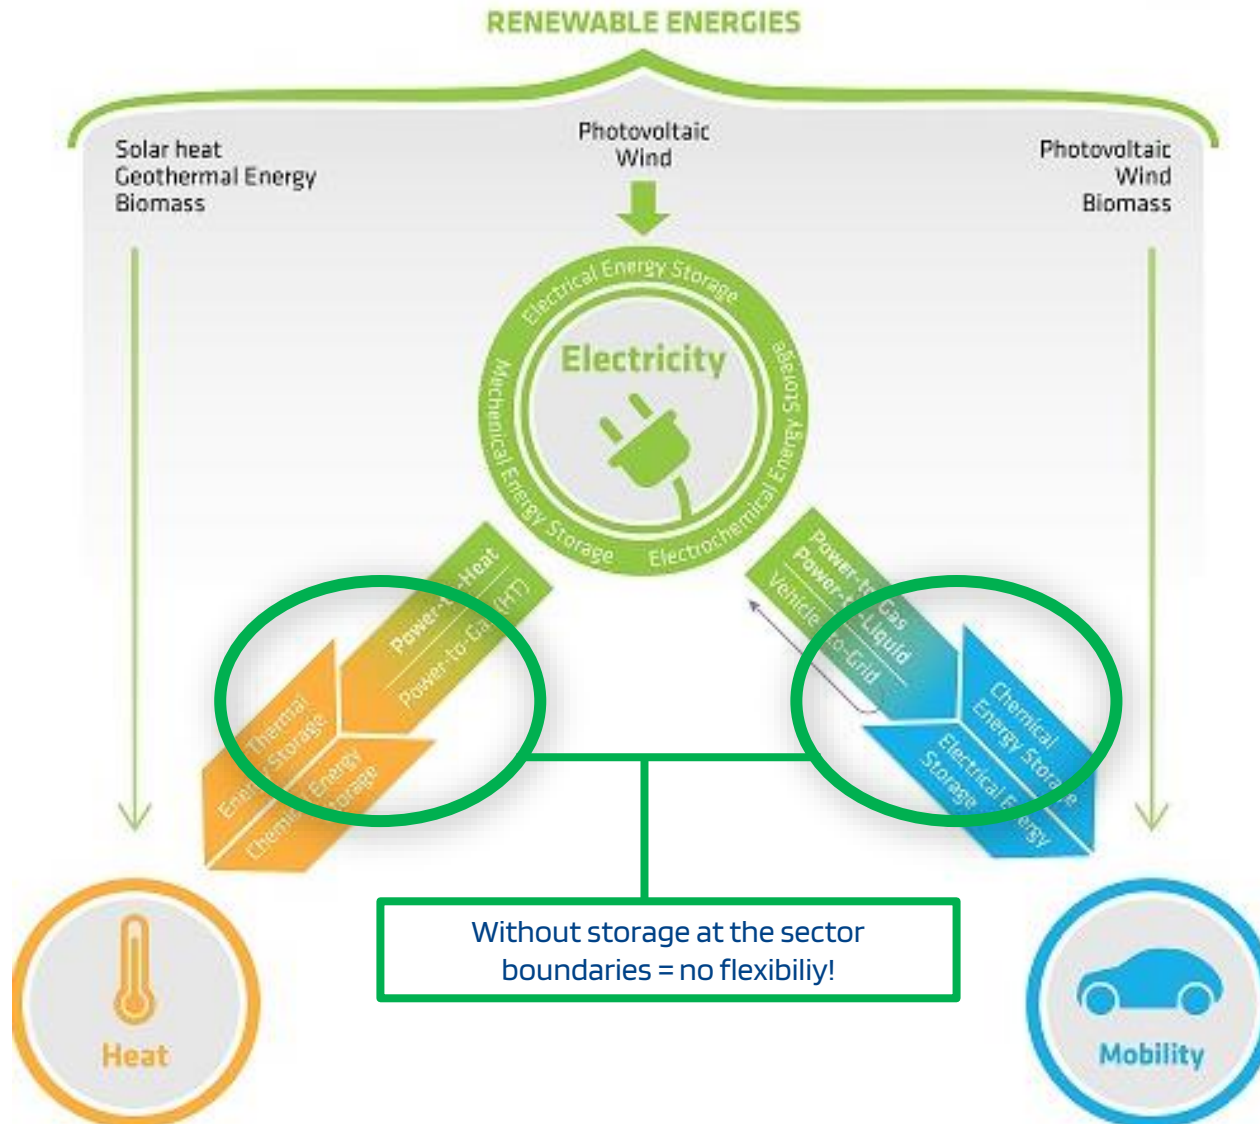 RENEWABLE ENERGIES
Solar heat
Geothermal Energy
Biomass
Photovoltaic
Wind
Photovoltaic
Wind
Biomass
Electrical Energy Storage
Mechenical Energy Storage
Electrochemical Energy Storage
Electricity
Power-to-Heat
Power-to-Gas (HT)
Thermal
Energy Storage
Chemical Energy
Storage
Power-to-Gas
Power-to-Liquid
Vehicle-to-Grid
Chemical
Energy Storage
Electrical Energy
Storage
Without storage at the sector
boundaries = no flexibiliy!
Heat
Mobility